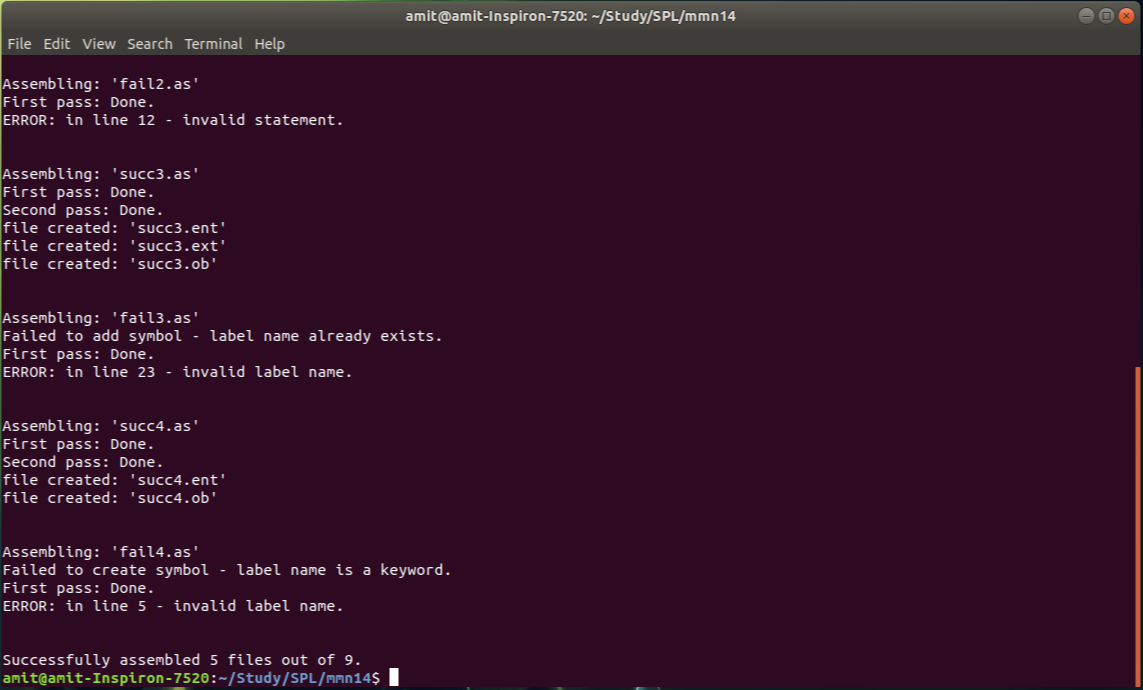 amit@amit-Inspiron-7520: ~/Study/SPL/mmn14
File Edit View Search Terminal Help
Assembling: 'fail2.as'
First pass: Done.
ERROR: in line 12 - invalid statement.
Assembling: 'succ3.as'
First pass: Done.
Second pass: Done.
file created: 'succ3.ent'
file created: 'succ3.ext'
file created: 'succ3.ob'
Assembling: 'fail3.as'
Failed to add symbol - label name already exists.
First pass: Done.
ERROR: in line 23 - invalid label name.
Assembling: 'succ4.as'
First pass: Done.
Second pass: Done.
file created: 'succ4.ent'
file created: 'succ4.ob'
Assembling: 'fail4.as'
Failed to create symbol - label name is a keyword.
First pass: Done.
ERROR: in line 5 - invalid label name.
Successfully assembled 5 files out of 9.
amit@amit-Inspiron-7520:~/Study/SPL/mmn14$